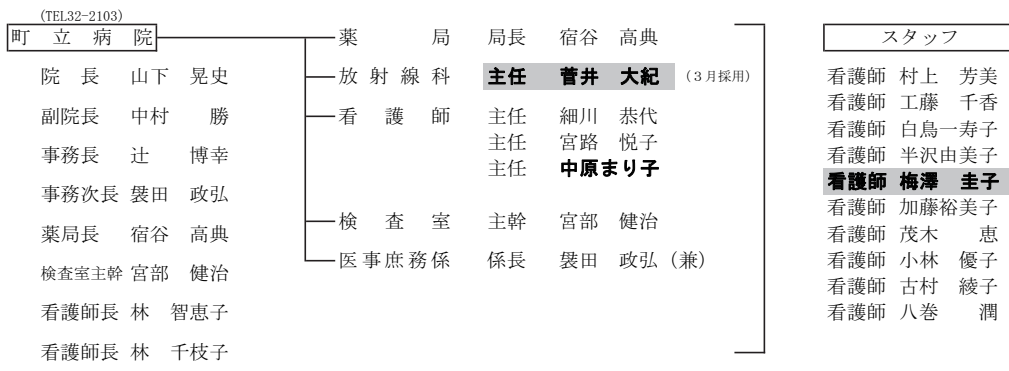 (TEL32-2103)
町立病院
院長 山下 晃史
副院長 中村 勝
事務長 辻 博幸
事務次長 袰田 政弘
薬局長 宿谷 高典
検査室主幹 宮部 健治
看護師長 林 智恵子
看護師長 林 千枝子
薬局 局長 宿谷 高典
放射線科 主任 菅井 大紀 (3月採用)
看護師 主任 細川 恭代
主任 宮路 悦子
主任 中原まり子
検査室 主幹 宮部 健治
医事庶務係 係長 袰田 政弘(兼)
スタッフ
看護師 村上 芳美
看護師 工藤 千香
看護師 白鳥一寿子
看護師 半沢由美子
看護師 梅澤 圭子
看護師 加藤裕美子
看護師 茂木 恵
看護師 小林 優子
看護師 古村 綾子
看護師 八巻 潤